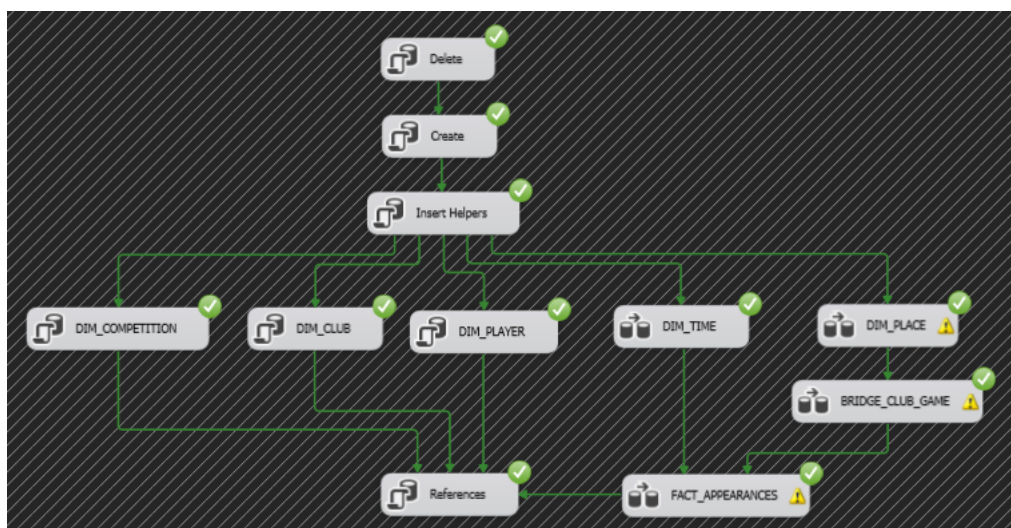 Delete
Create
Insert Helpers
DIM_COMPETITION
DIM_CLUB
DIM_PLAYER
DIM_TIME
DIM_PLACE
BRIDGE_CLUB_GAME
References
FACT_APPEARANCES